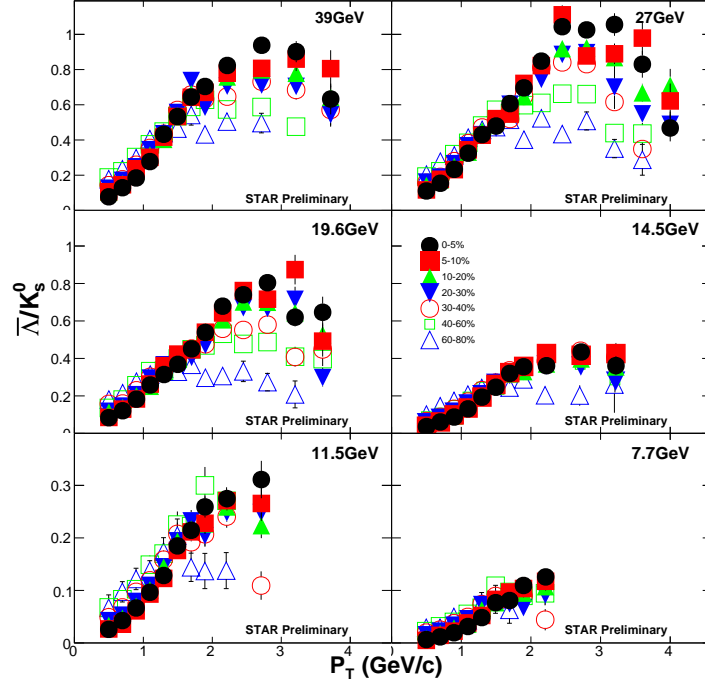 39GeV
27GeV
1
0.8
0.6
0.4
0.2
0
STAR Preliminary
STAR Preliminary
19.6GeV
14.5GeV
1
0.8
0.6
0.4
0.2
0
0-5%
5-10%
10-20%
20-30%
30-40%
40-60%
60-80%
STAR Preliminary
STAR Preliminary
Λ̅/K⁰ₛ
11.5GeV
7.7GeV
0.3
0.2
0.1
0
STAR Preliminary
STAR Preliminary
0 1 2 3 4 0 1 2 3 4
P_T (GeV/c)